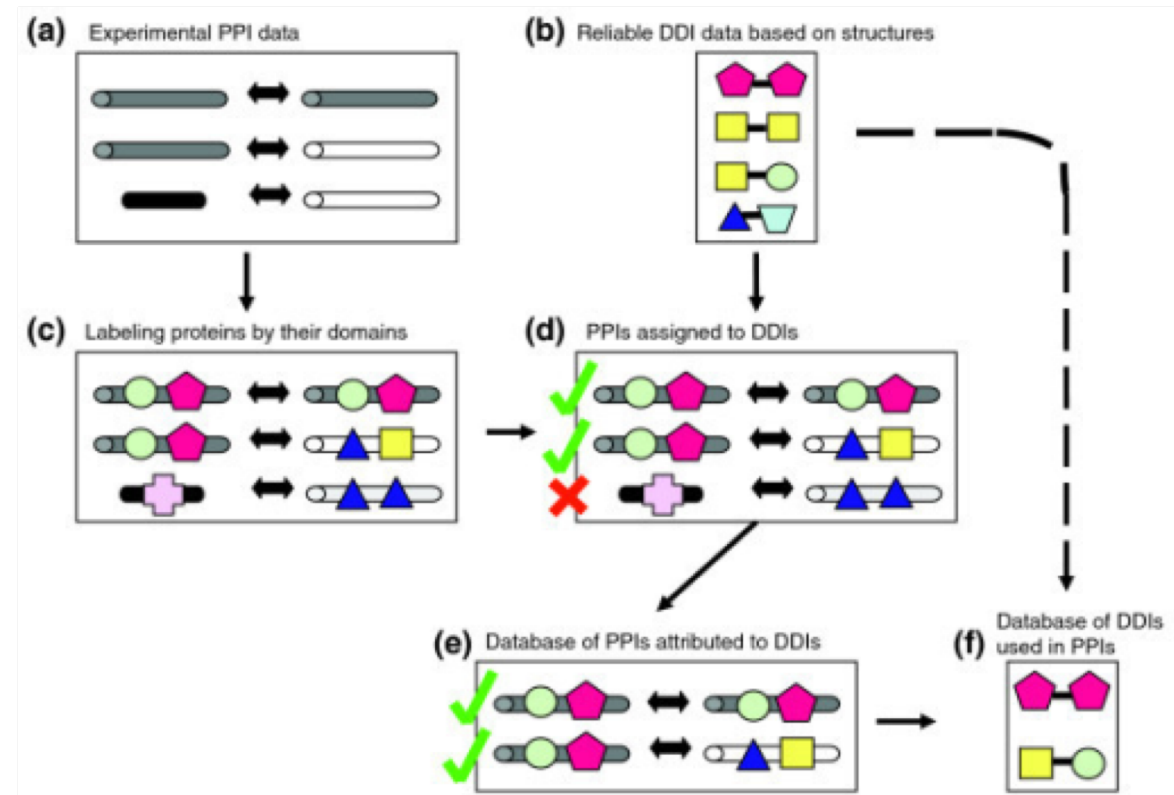 (a) Experimental PPI data
(b) Reliable DDI data based on structures
(c) Labeling proteins by their domains
(d) PPIs assigned to DDIs
(e) Database of PPIs attributed to DDIs
(f) Database of DDIs
used in PPIs